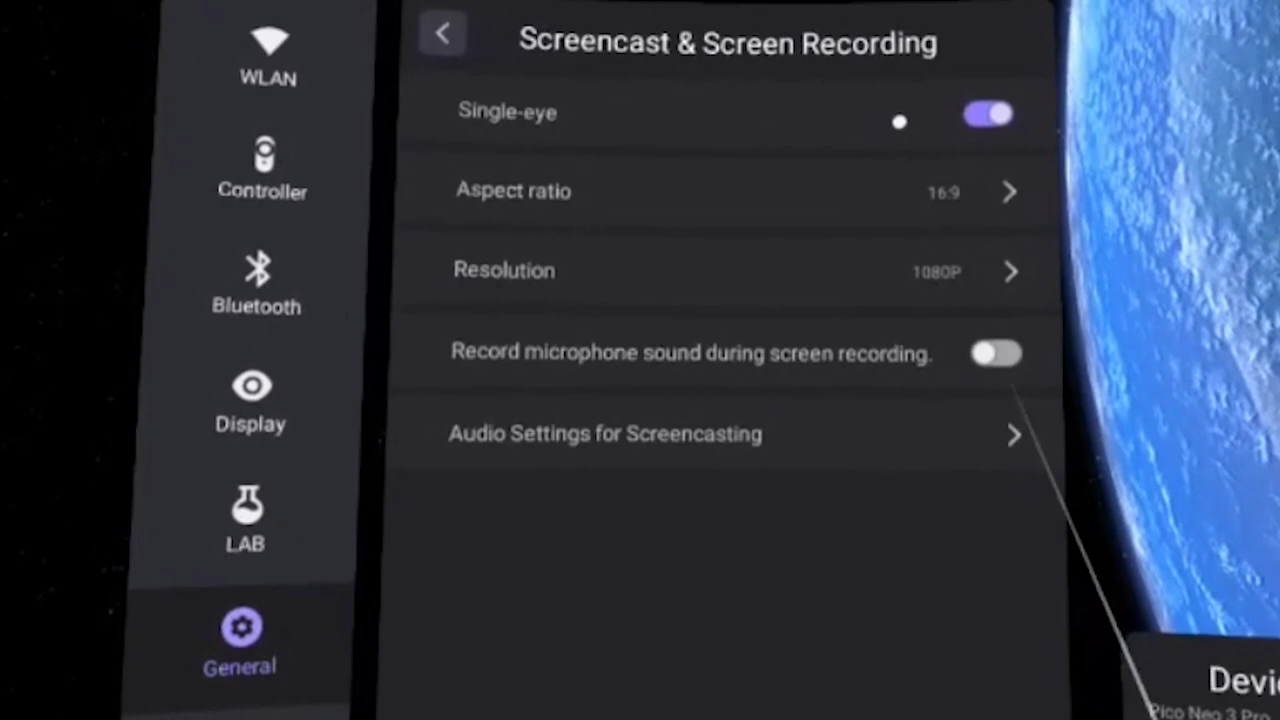 WLAN
Controller
Bluetooth
Display
LAB
General
Screencast & Screen Recording
Single-eye
Aspect ratio
16:9
Resolution
1080P
Record microphone sound during screen recording.
Audio Settings for Screencasting
Devic
Pico Neo 3 Pro